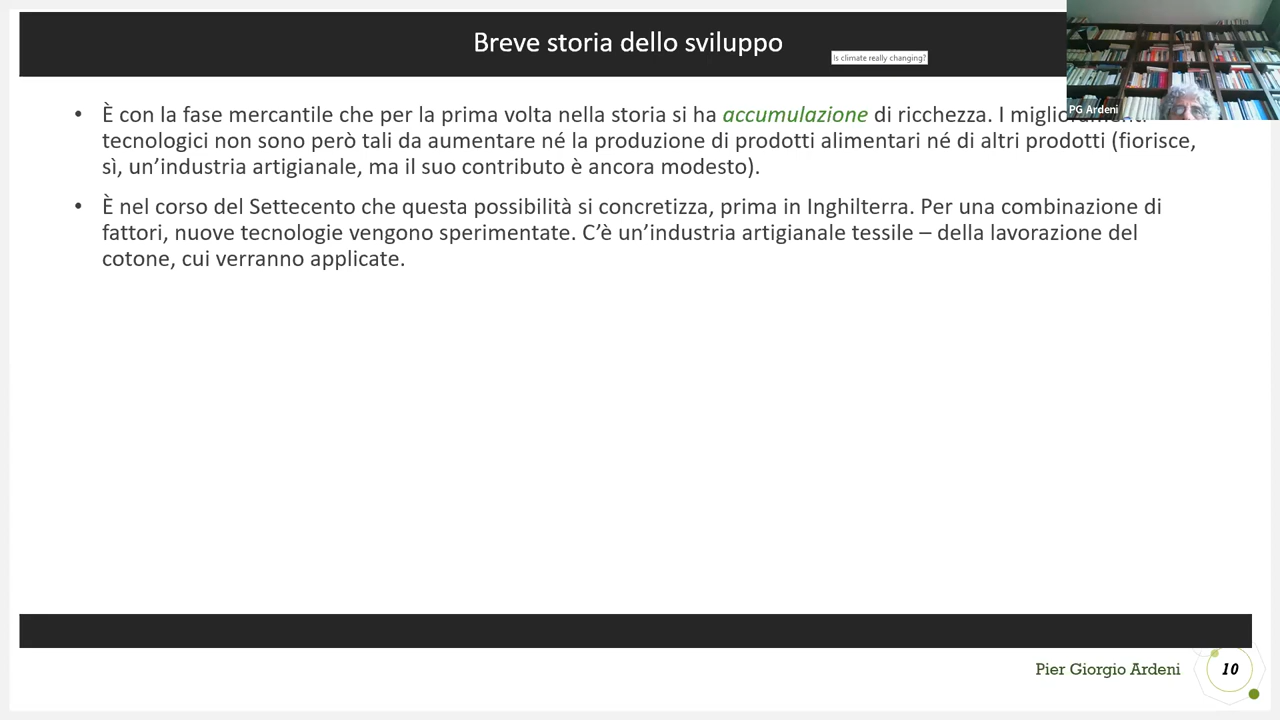 Breve storia dello sviluppo
Is climate really changing?
PG Ardeni
• È con la fase mercantile che per la prima volta nella storia si ha accumulazione di ricchezza. I
tecnologici non sono però tali da aumentare né la produzione di prodotti alimentari né di altri prodotti (fiorisce,
sì, un’industria artigianale, ma il suo contributo è ancora modesto).
• È nel corso del Settecento che questa possibilità si concretizza, prima in Inghilterra. Per una combinazione di
fattori, nuove tecnologie vengono sperimentate. C’è un’industria artigianale tessile – della lavorazione del
cotone, cui verranno applicate.
Pier Giorgio Ardeni
10